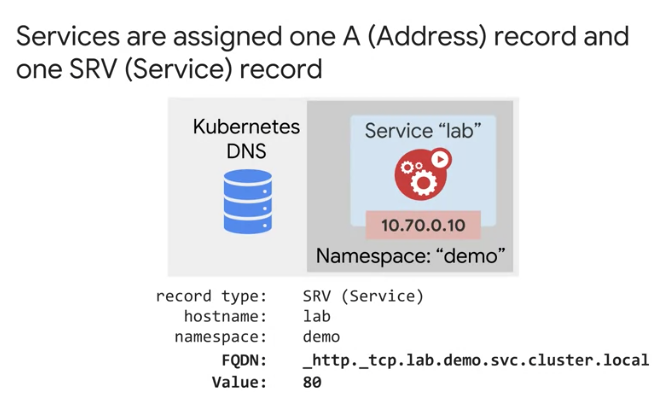 Services are assigned one A (Address) record and
one SRV (Service) record
Kubernetes
DNS
Service “lab”
10.70.0.10
Namespace: “demo”
record type: SRV (Service)
hostname: lab
namespace: demo
FQDN: _http._tcp.lab.demo.svc.cluster.local
Value: 80